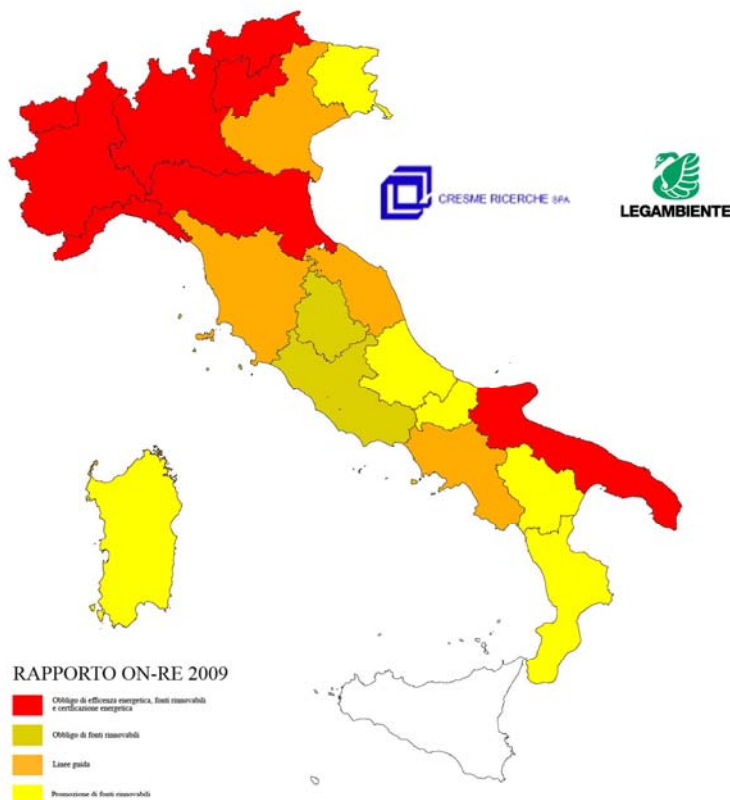 CRESME RICERCHE SPA
LEGAMBIENTE
RAPPORTO ON-RE 2009
Obbligo di efficenza energetica, fonti rinnovabili
e certificazione energetica
Obbligo di fonti rinnovabili
Linee guida
Promozione di fonti rinnovabili